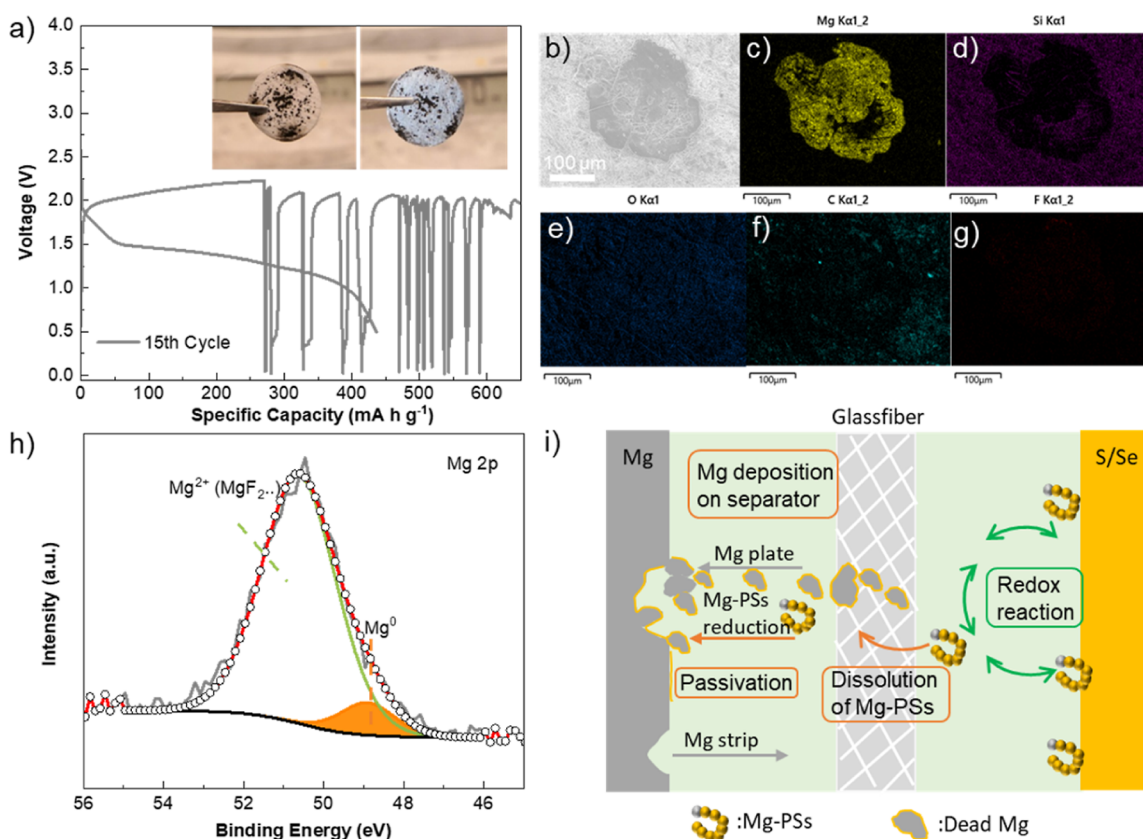 a)
4.0
3.5
3.0
2.5
2.0
1.5
1.0
0.5
0.0
Voltage (V)
15th Cycle
0 100 200 300 400 500 600
Specific Capacity (mA h g⁻¹)
Mg Kα1_2
Si Kα1
b)
100 μm
c)
100μm
d)
100μm
O Kα1
C Kα1_2
F Kα1_2
e)
100μm
f)
100μm
g)
100μm
h)
Mg 2p
Mg²⁺ (MgF₂··)
Mg⁰
Intensity (a.u.)
56 54 52 50 48 46
Binding Energy (eV)
i)
Glassfiber
Mg
S/Se
Mg deposition
on separator
Mg plate
Mg-PSs
reduction
Redox
reaction
Passivation
Dissolution
of Mg-PSs
Mg strip
:Mg-PSs
:Dead Mg